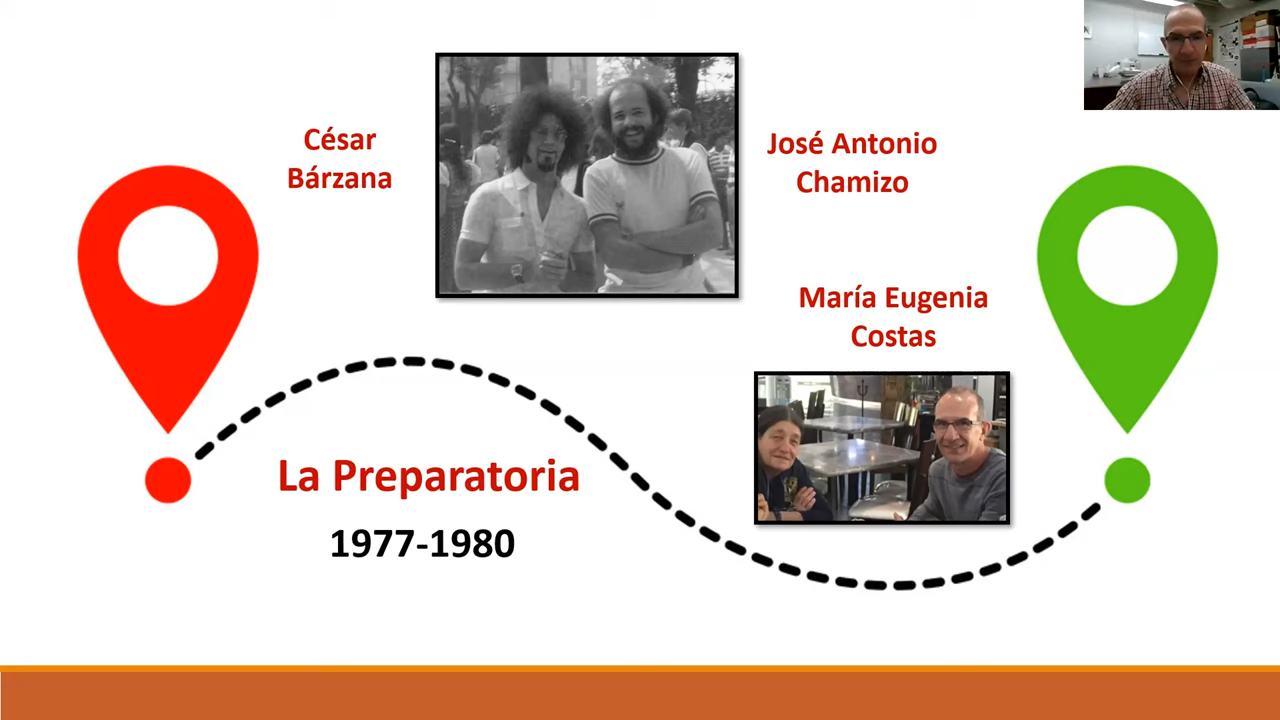 César
Bárzana
José Antonio
Chamizo
María Eugenia
Costas
La Preparatoria
1977-1980